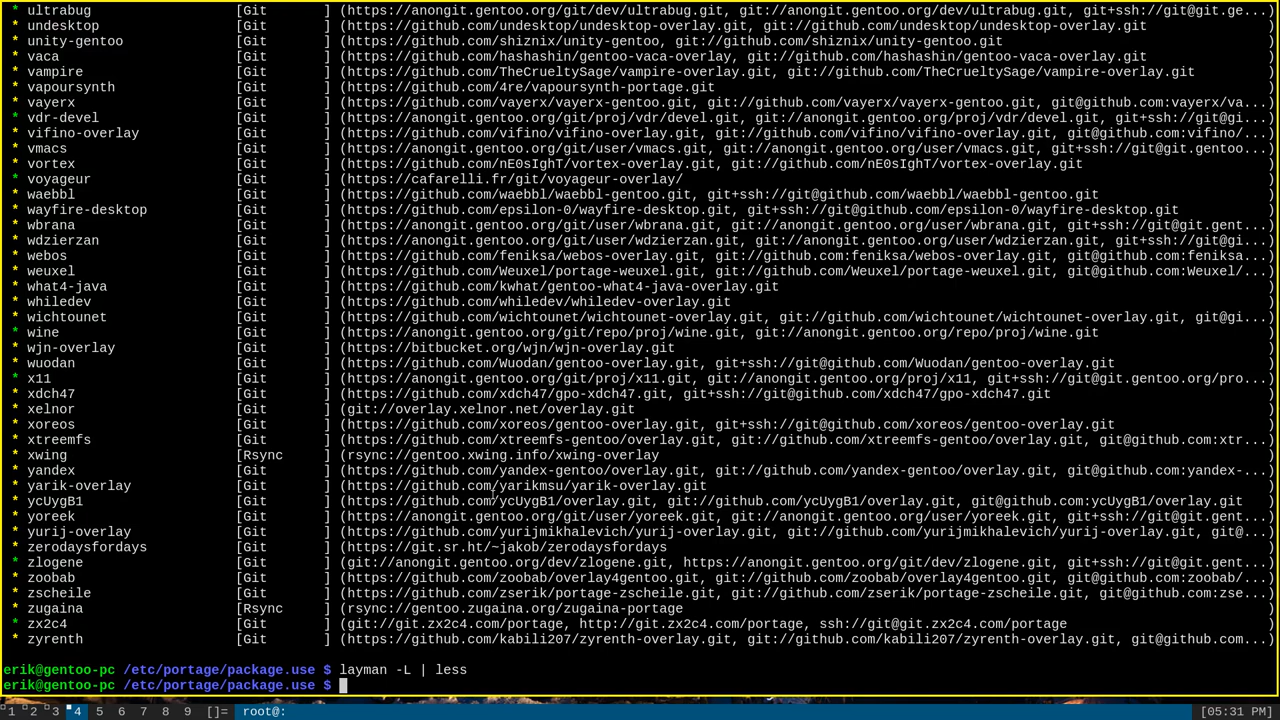 * ultrabug [Git ] (https://anongit.gentoo.org/git/dev/ultrabug.git, git://anongit.gentoo.org/dev/ultrabug.git, git+ssh://git@git.ge...)
* undesktop [Git ] (https://github.com/undesktop/undesktop-overlay.git, git://github.com/undesktop/undesktop-overlay.git )
* unity-gentoo [Git ] (https://github.com/shiznix/unity-gentoo, git://github.com/shiznix/unity-gentoo.git )
* vaca [Git ] (https://github.com/hashashin/gentoo-vaca-overlay, git://github.com/hashashin/gentoo-vaca-overlay.git )
* vampire [Git ] (https://github.com/TheCrueltySage/vampire-overlay.git, git://github.com/TheCrueltySage/vampire-overlay.git )
* vapoursynth [Git ] (https://github.com/4re/vapoursynth-portage.git )
* vayerx [Git ] (https://github.com/vayerx/vayerx-gentoo.git, git://github.com/vayerx/vayerx-gentoo.git, git@github.com:vayerx/va...)
* vdr-devel [Git ] (https://anongit.gentoo.org/git/proj/vdr/devel.git, git://anongit.gentoo.org/proj/vdr/devel.git, git+ssh://git@gi...)
* vifino-overlay [Git ] (https://github.com/vifino/vifino-overlay.git, git://github.com/vifino/vifino-overlay.git, git@github.com:vifino/...)
* vmacs [Git ] (https://anongit.gentoo.org/git/user/vmacs.git, git://anongit.gentoo.org/user/vmacs.git, git+ssh://git@git.gentoo...)
* vortex [Git ] (https://github.com/nE0sIghT/vortex-overlay.git, git://github.com/nE0sIghT/vortex-overlay.git )
* voyageur [Git ] (https://cafarelli.fr/git/voyageur-overlay/ )
* waebbl [Git ] (https://github.com/waebbl/waebbl-gentoo.git, git+ssh://git@github.com/waebbl/waebbl-gentoo.git )
* wayfire-desktop [Git ] (https://github.com/epsilon-0/wayfire-desktop.git, git+ssh://git@github.com/epsilon-0/wayfire-desktop.git )
* wbrana [Git ] (https://anongit.gentoo.org/git/user/wbrana.git, git://anongit.gentoo.org/user/wbrana.git, git+ssh://git@git.gent...)
* wdzierzan [Git ] (https://anongit.gentoo.org/git/user/wdzierzan.git, git://anongit.gentoo.org/user/wdzierzan.git, git+ssh://git@gi...)
* webos [Git ] (https://github.com/feniksa/webos-overlay.git, git://github.com:feniksa/webos-overlay.git, git@github.com:feniksa...)
* weuxel [Git ] (https://github.com/Weuxel/portage-weuxel.git, git://github.com/Weuxel/portage-weuxel.git, git@github.com:Weuxel/...)
* what4-java [Git ] (https://github.com/kwhat/gentoo-what4-java-overlay.git )
* whiledev [Git ] (https://github.com/whiledev/whiledev-overlay.git )
* wichtounet [Git ] (https://github.com/wichtounet/wichtounet-overlay.git, git://github.com/wichtounet/wichtounet-overlay.git, git@gi...)
* wine [Git ] (https://anongit.gentoo.org/git/repo/proj/wine.git, git://anongit.gentoo.org/repo/proj/wine.git )
* wjn-overlay [Git ] (https://bitbucket.org/wjn/wjn-overlay.git )
* wuodan [Git ] (https://github.com/Wuodan/gentoo-overlay.git, git+ssh://git@github.com/Wuodan/gentoo-overlay.git )
* x11 [Git ] (https://anongit.gentoo.org/git/proj/x11.git, git://anongit.gentoo.org/proj/x11, git+ssh://git@git.gentoo.org/pro...)
* xdch47 [Git ] (https://github.com/xdch47/gpo-xdch47.git, git+ssh://git@github.com/xdch47/gpo-xdch47.git )
* xelnor [Git ] (git://overlay.xelnor.net/overlay.git )
* xoreos [Git ] (https://github.com/xoreos/gentoo-overlay.git, git+ssh://git@github.com/xoreos/gentoo-overlay.git )
* xtreemfs [Git ] (https://github.com/xtreemfs-gentoo/overlay.git, git://github.com/xtreemfs-gentoo/overlay.git, git@github.com:xtr...)
* xwing [Rsync ] (rsync://gentoo.xwing.info/xwing-overlay )
* yandex [Git ] (https://github.com/yandex-gentoo/overlay.git, git://github.com/yandex-gentoo/overlay.git, git@github.com:yandex-...)
* yarik-overlay [Git ] (https://github.com/yarikmsu/yarik-overlay.git )
* ycUygB1 [Git ] (https://github.com/ycUygB1/overlay.git, git://github.com/ycUygB1/overlay.git, git@github.com:ycUygB1/overlay.git )
* yoreek [Git ] (https://anongit.gentoo.org/git/user/yoreek.git, git://anongit.gentoo.org/user/yoreek.git, git+ssh://git@git.gent...)
* yurij-overlay [Git ] (https://github.com/yurijmikhalevich/yurij-overlay.git, git://github.com/yurijmikhalevich/yurij-overlay.git, git@...)
* zerodaysfordays [Git ] (https://git.sr.ht/~jakob/zerodaysfordays )
* zlogene [Git ] (git://anongit.gentoo.org/dev/zlogene.git, https://anongit.gentoo.org/git/dev/zlogene.git, git+ssh://git@git.gent...)
* zoobab [Git ] (https://github.com/zoobab/overlay4gentoo.git, git://github.com/zoobab/overlay4gentoo.git, git@github.com:zoobab/...)
* zscheile [Git ] (https://github.com/zserik/portage-zscheile.git, git://github.com/zserik/portage-zscheile.git, git@github.com:zse...)
* zugaina [Rsync ] (rsync://gentoo.zugaina.org/zugaina-portage )
* zx2c4 [Git ] (git://git.zx2c4.com/portage, http://git.zx2c4.com/portage, ssh://git@git.zx2c4.com/portage )
* zyrenth [Git ] (https://github.com/kabili207/zyrenth-overlay.git, git://github.com/kabili207/zyrenth-overlay.git, git@github.com...)
erik@gentoo-pc /etc/portage/package.use $ layman -L | less
erik@gentoo-pc /etc/portage/package.use $
1 2 3 4 5 6 7 8 9 []= root@: [05:31 PM]